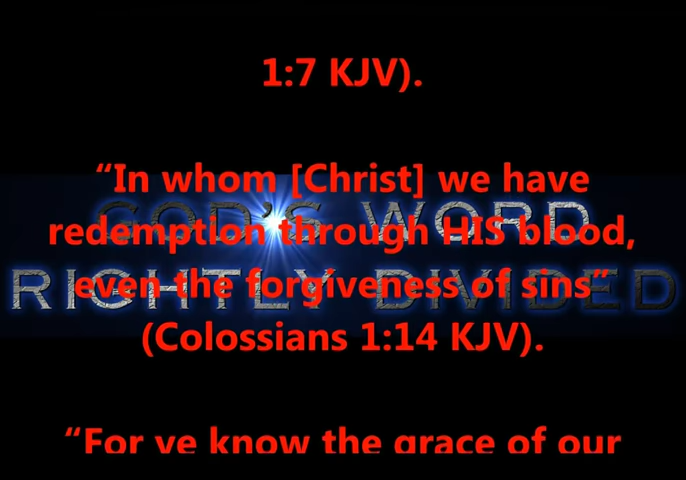 1:7 KJV).
“In whom [Christ] we have
GOD'S WORD
redemption through HIS blood,
RIGHTLY DIVIDED
even the forgiveness of sins”
(Colossians 1:14 KJV).
“For ye know the grace of our